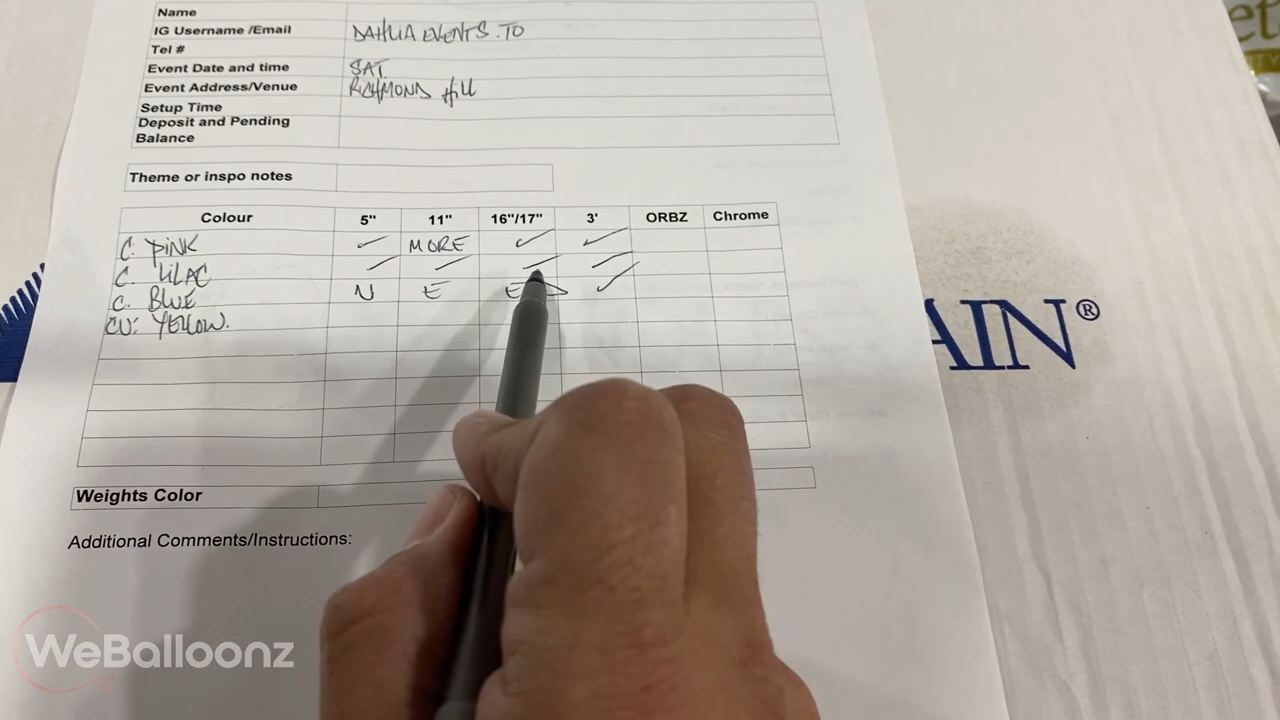 Name
IG Username /Email DAHLIA EVENTS.TO
Tel #
Event Date and time SAT.
Event Address/Venue RICHMOND Hill
Setup Time
Deposit and Pending
Balance
Theme or inspo notes
Colour 5" 11" 16"/17" 3' ORBZ Chrome
C. PINK ✓ MORE ✓ ✓
C. LILAC
C. BLUE N E E D ✓
CU: YELLOW.
Weights Color
Additional Comments/Instructions:
AIN®
WeBalloonz